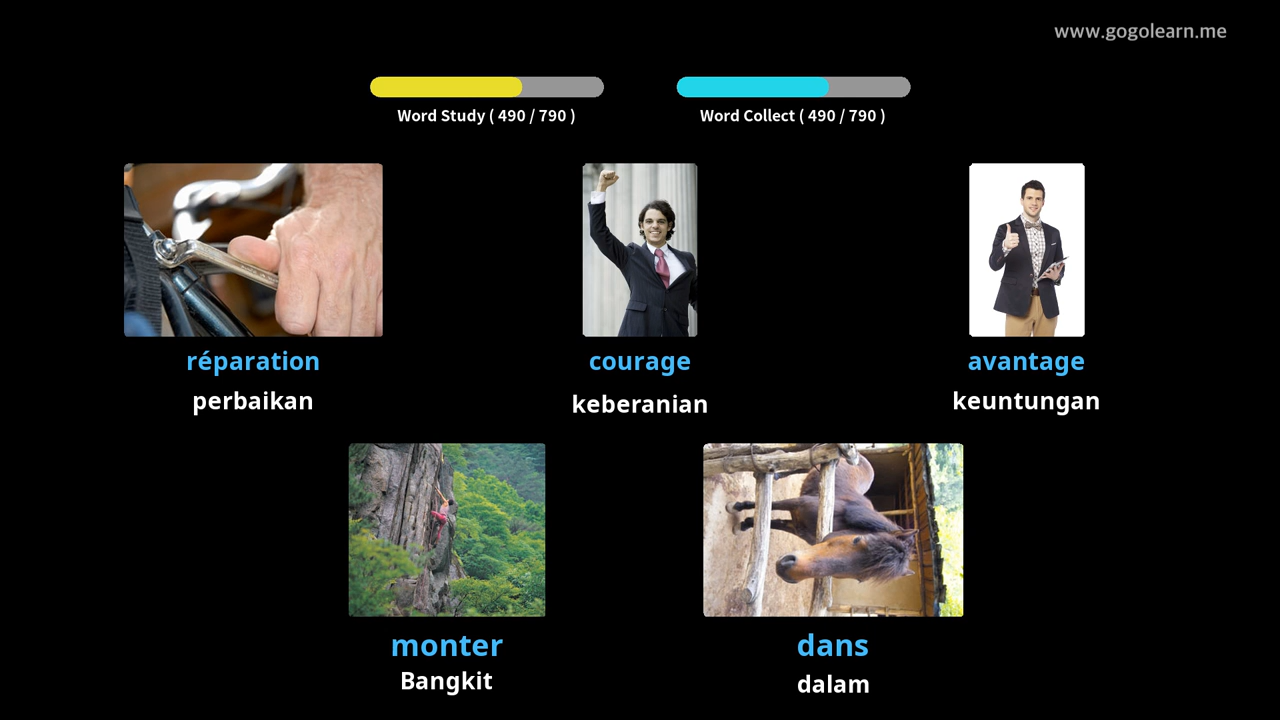 www.gogolearn.me
Word Study ( 490 / 790 )
Word Collect ( 490 / 790 )
réparation
courage
avantage
perbaikan
keberanian
keuntungan
monter
dans
Bangkit
dalam